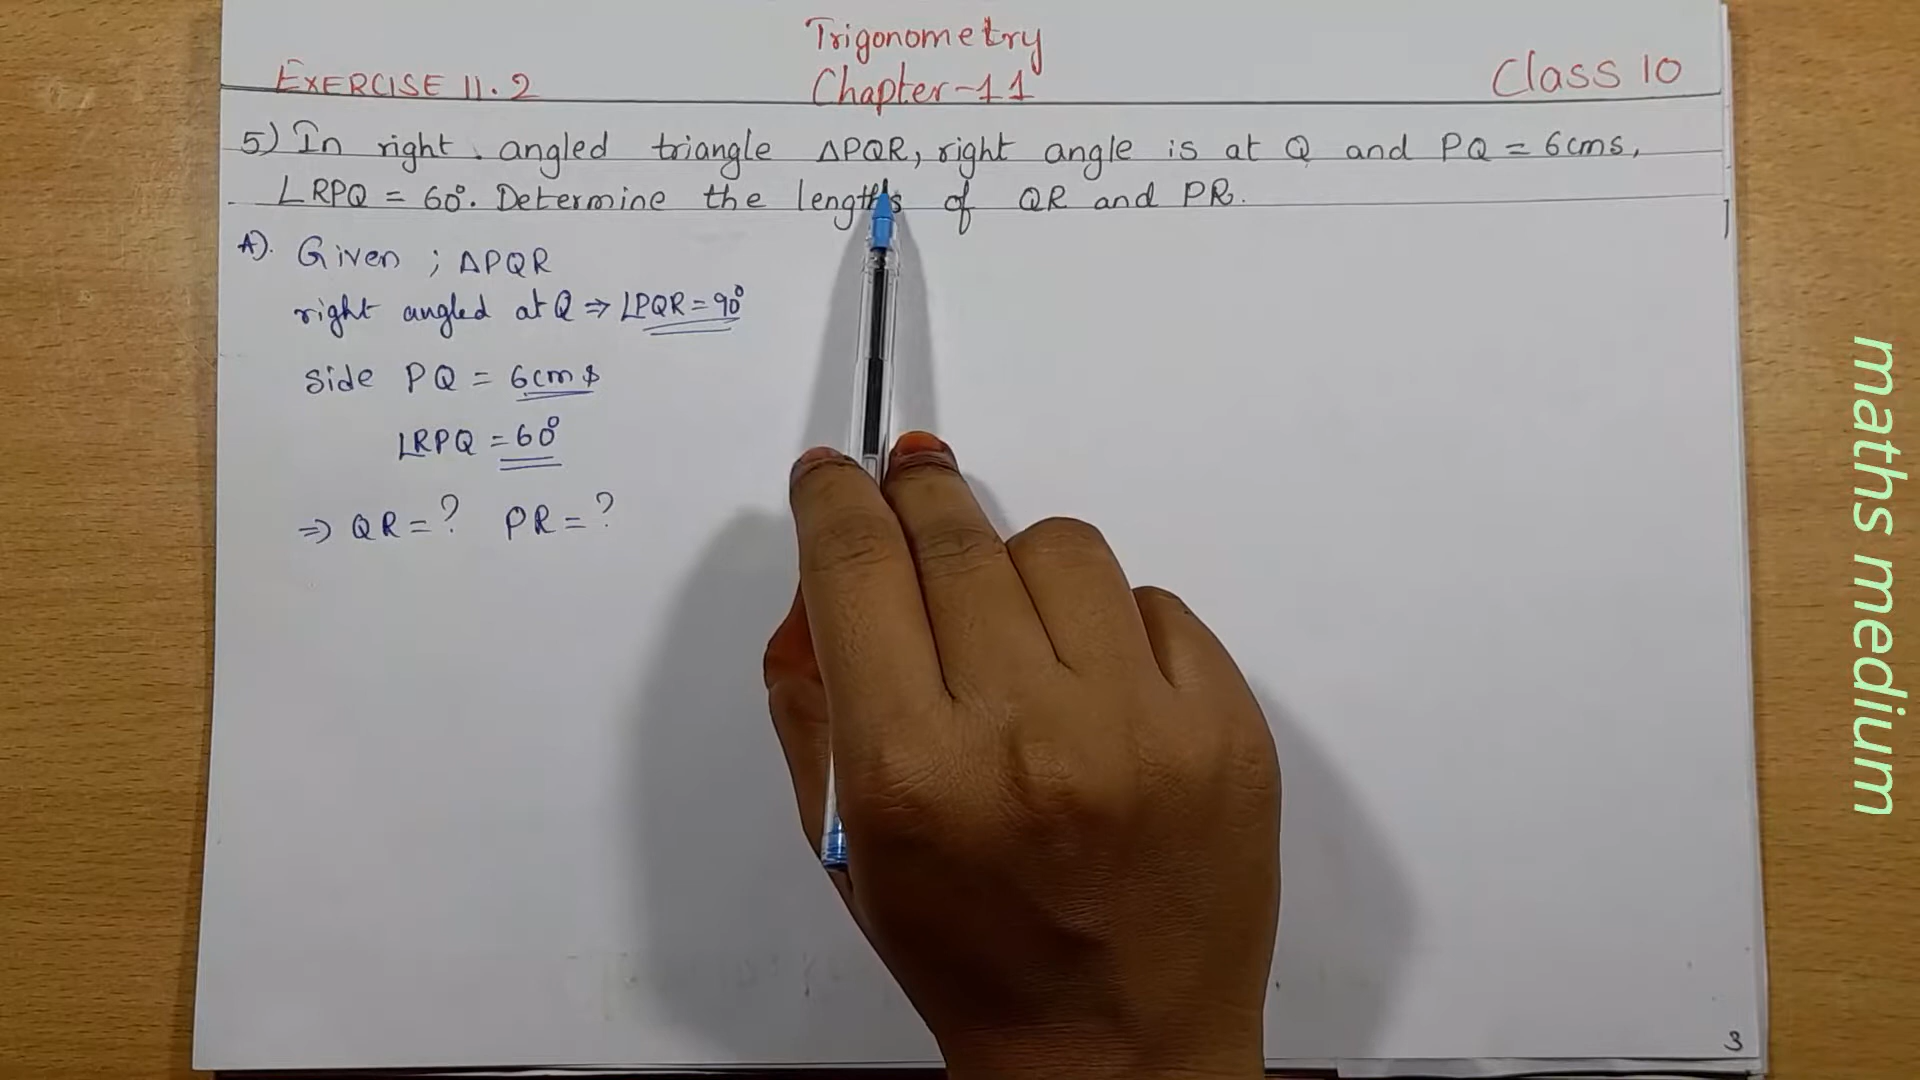 Trigonometry
EXERCISE 11.2 Chapter-11 Class 10
5) In right angled triangle ΔPQR, right angle is at Q and PQ = 6cms,
∠RPQ = 60°. Determine the lengths of QR and PR.
A). Given ; ΔPQR
right angled at Q ⇒ ∠PQR = 90°
side PQ = 6cms
∠RPQ = 60°
⇒ QR = ? PR = ?
maths medium
3